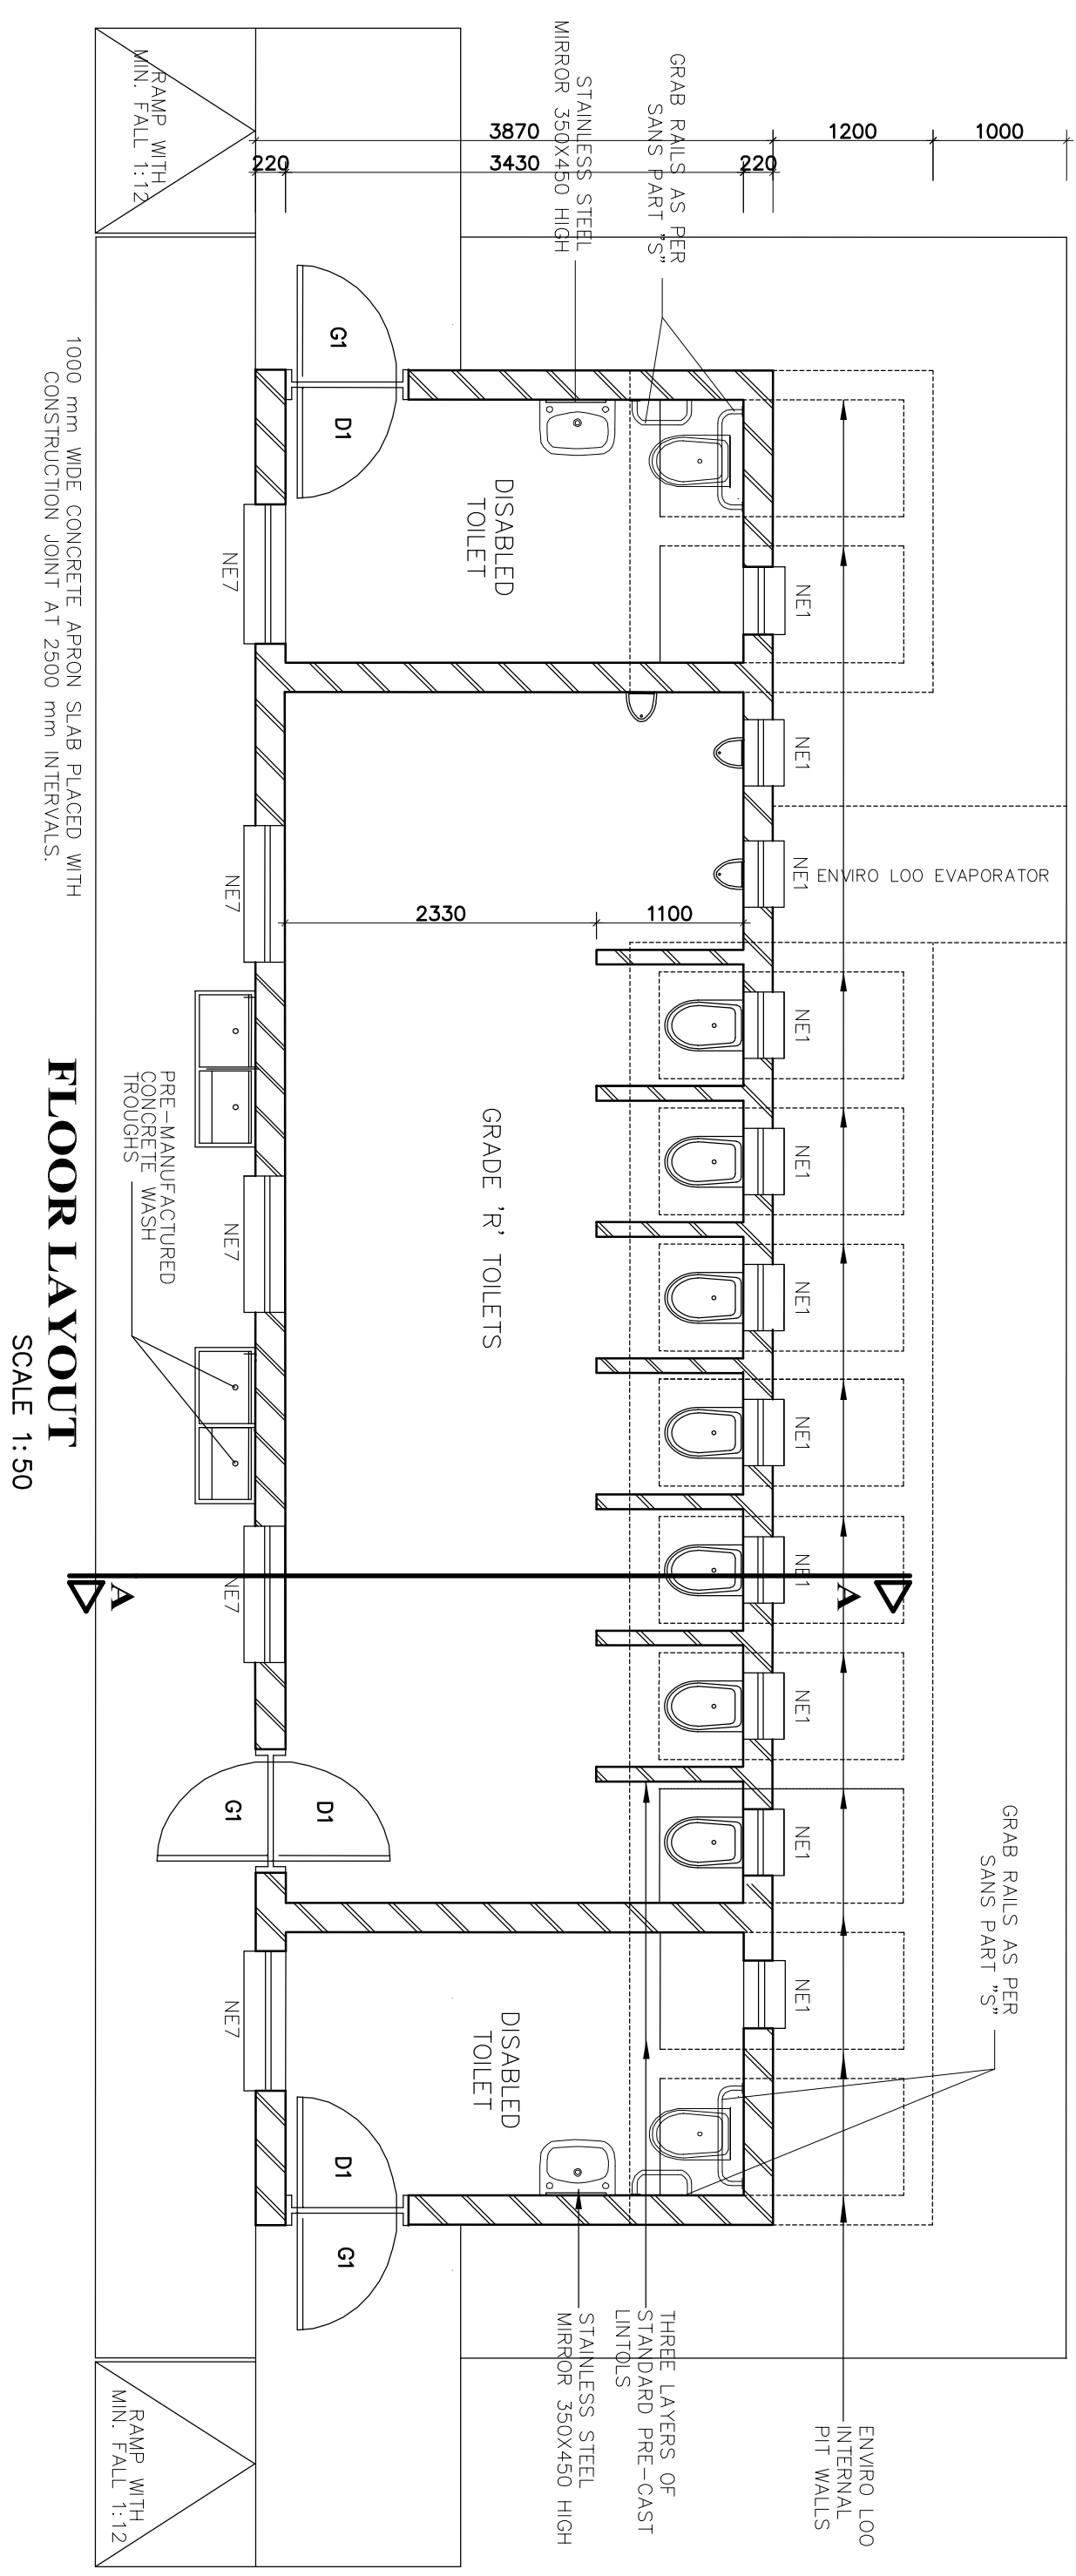 GRAB RAILS AS PER
SANS PART "S"
STAINLESS STEEL
MIRROR 350X450 HIGH
RAMP WITH
MIN. FALL 1:12
3870
1200
1000
220
3430
220
G1
D1
DISABLED
TOILET
NE7
NE1
NE1
NE1
ENVIRO LOO EVAPORATOR
NE7
2330
1100
NE1
NE1
NE1
NE1
NE1
NE1
NE1
GRADE 'R' TOILETS
NE7
NE7
A
A
PRE-MANUFACTURED
CONCRETE WASH
TROUGHS
G1
D1
GRAB RAILS AS PER
SANS PART "S"
NE1
NE7
DISABLED
TOILET
D1
G1
ENVIRO LOO
INTERNAL
PIT WALLS
THREE LAYERS OF
STANDARD PRE-CAST
LINTOLS
STAINLESS STEEL
MIRROR 350X450 HIGH
RAMP WITH
MIN. FALL 1:12
1000 mm WIDE CONCRETE APRON SLAB PLACED WITH
CONSTRUCTION JOINT AT 2500 mm INTERVALS.
FLOOR LAYOUT
SCALE 1:50